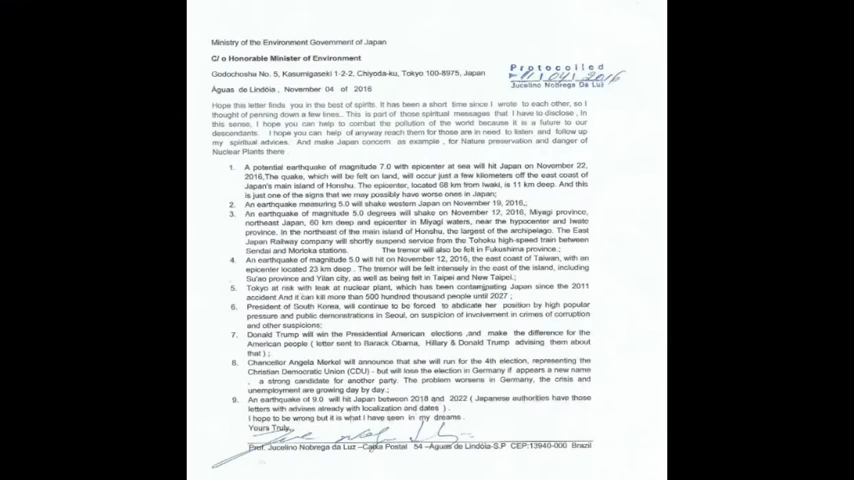 Ministry of the Environment Government of Japan
C/ o Honorable Minister of Environment
Godochosha No. 5, Kasumigaseki 1-2-2, Chiyoda-ku, Tokyo 100-8975, Japan
Protocolled
11/04/2016
Jucelino Nobrega Da Luz
Águas de Lindóia, November 04 of 2016
Hope this letter finds you in the best of spirits. It has been a short time since I wrote to each other, so I
thought of penning down a few lines.. This is part of those spiritual messages that I have to disclose, In
this sense, I hope you can help to combat the pollution of the world because it is a future to our
descendants. I hope you can help of anyway reach them for those are in need to listen and follow up
my spiritual advices. And make Japan concern as example , for Nature preservation and danger of
Nuclear Plants there .
1. A potential earthquake of magnitude 7.0 with epicenter at sea will hit Japan on November 22,
2016,The quake, which will be felt on land, will occur just a few kilometers off the east coast of
Japan's main island of Honshu. The epicenter, located 68 km from Iwaki, is 11 km deep. And this
is just one of the signs that we may possibly have worse ones in Japan;
2. An earthquake measuring 5.0 will shake western Japan on November 19, 2016,;
3. An earthquake of magnitude 5.0 degrees will shake on November 12, 2016, Miyagi province,
northeast Japan, 60 km deep and epicenter in Miyagi waters, near the hypocenter and Iwate
province. In the northeast of the main island of Honshu, the largest of the archipelago. The East
Japan Railway company will shortly suspend service from the Tohoku high-speed train between
Sendai and Morioka stations. The tremor will also be felt in Fukushima province.;
4. An earthquake of magnitude 5.0 will hit on November 12, 2016, the east coast of Taiwan, with an
epicenter located 23 km deep . The tremor will be felt intensely in the east of the island, including
Su'ao province and Yilan city, as well as being felt in Taipei and New Taipei.;
5. Tokyo at risk with leak at nuclear plant, which has been contaminating Japan since the 2011
accident And it can kill more than 500 hundred thousand people until 2027 ;
6. President of South Korea, will continue to be forced to abdicate her position by high popular
pressure and public demonstrations in Seoul, on suspicion of involvement in crimes of corruption
and other suspicions;
7. Donald Trump will win the Presidential American elections ,and make the difference for the
American people ( letter sent to Barack Obama, Hillary & Donald Trump advising them about
that ) ;
8. Chancellor Angela Merkel will announce that she will run for the 4th election, representing the
Christian Democratic Union (CDU) - but will lose the election in Germany if appears a new name
, a strong candidate for another party. The problem worsens in Germany, the crisis and
unemployment are growing day by day.;
9. An earthquake of 9.0 will hit Japan between 2018 and 2022 ( Japanese authorities have those
letters with advises already with localization and dates ) .
I hope to be wrong but it is what I have seen in my dreams .
Yours Truly,
Prof. Jucelino Nobrega da Luz –Caixa Postal 54 –Águas de Lindóia-S.P CEP:13940-000 Brazil